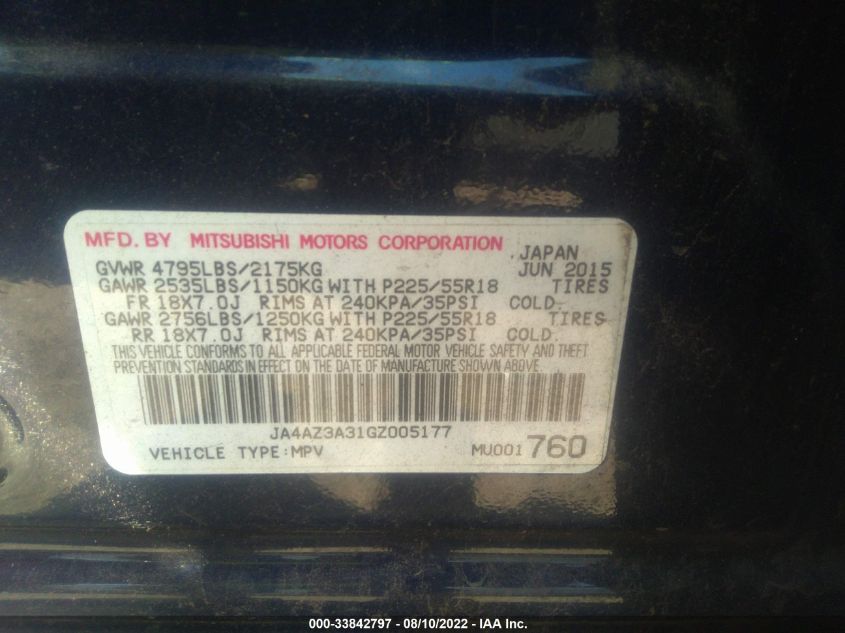 MFD. BY MITSUBISHI MOTORS CORPORATION
JAPAN
GVWR 4795LBS/2175KG JUN 2015
GAWR 2535LBS/1150KG WITH P225/55R18 TIRES
FR 18X7.0J RIMS AT 240KPA/35PSI COLD.
GAWR 2756LBS/1250KG WITH P225/55R18 TIRES
RR 18X7.0J RIMS AT 240KPA/35PSI COLD.
THIS VEHICLE CONFORMS TO ALL APPLICABLE FEDERAL MOTOR VEHICLE SAFETY AND THEFT
PREVENTION STANDARDS IN EFFECT ON THE DATE OF MANUFACTURE SHOWN ABOVE.
JA4AZ3A31GZ005177
VEHICLE TYPE:MPV MU001760
000-33842797 - 08/10/2022 - IAA Inc.